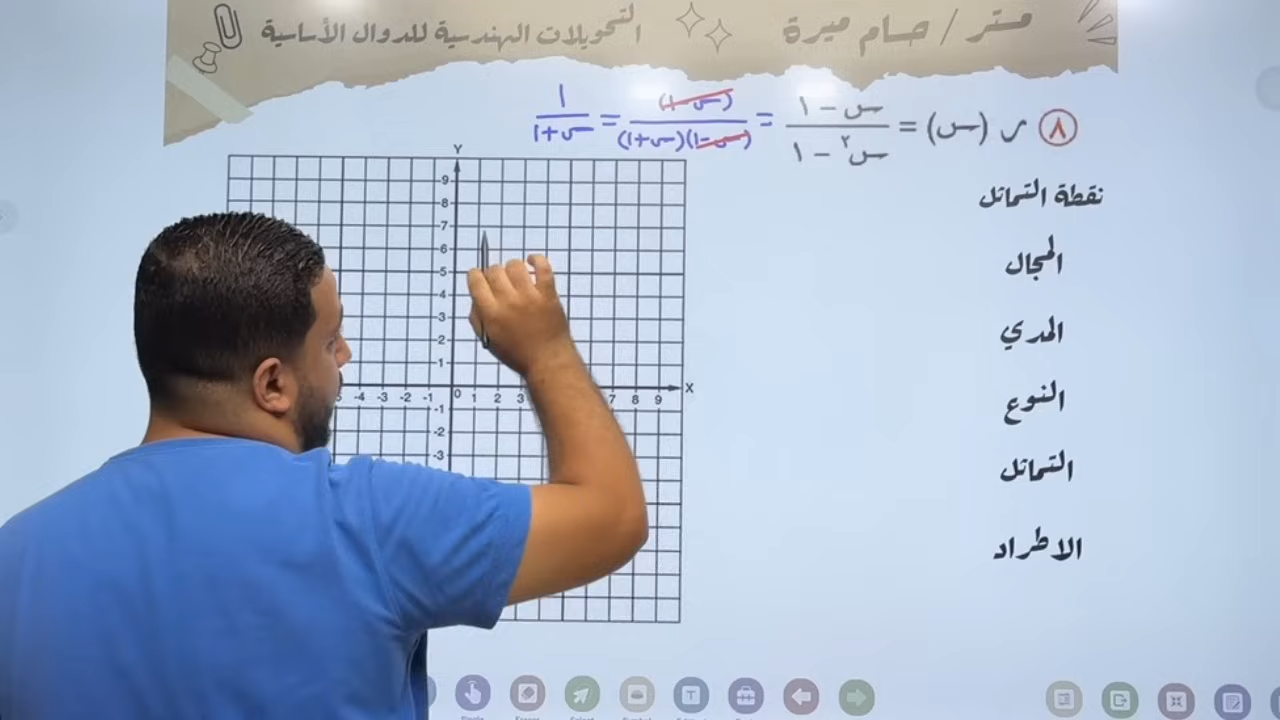 مستر / حسام ميرة
التحويلات الهندسية للدوال الأساسية
٨ ر (س) = (س - ١) / (س٢ - ١) = (س-١) / (س-١)(س+١) = ١ / س+١
نقطة التماثل
المجال
المدي
النوع
التماثل
الاطراد
Y
9
8
7
6
5
4
3
2
1
-4 -3 -2 -1 0 1 2 3 7 8 9 X
-1
-2
-3